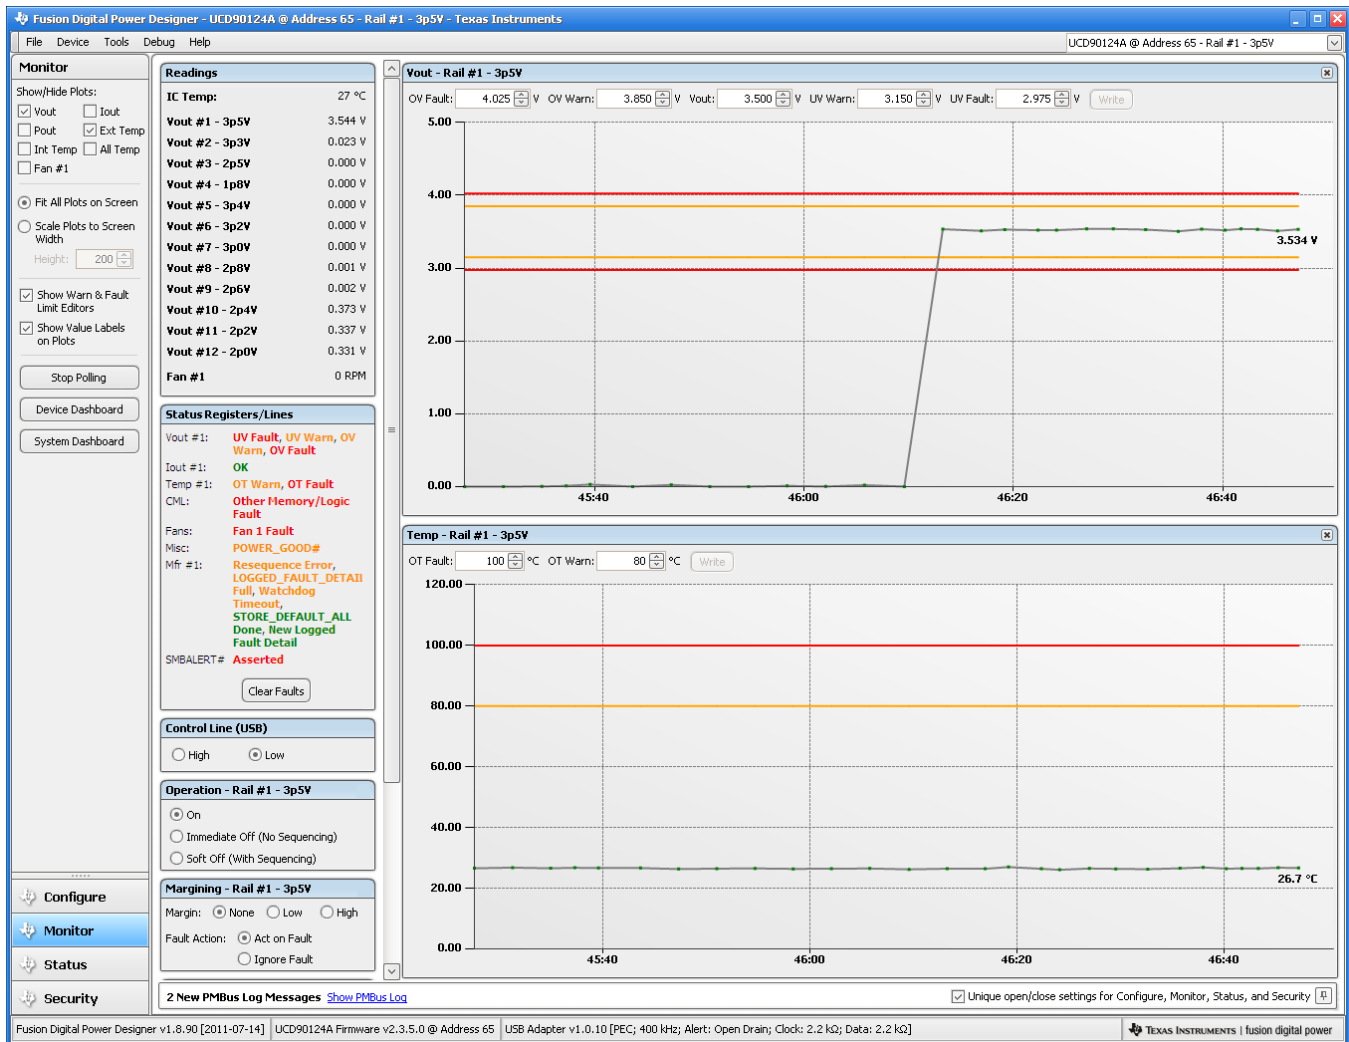 Fusion Digital Power Designer - UCD90124A @ Address 65 - Rail #1 - 3p5V - Texas Instruments
File Device Tools Debug Help
UCD90124A @ Address 65 - Rail #1 - 3p5V
Monitor
Show/Hide Plots:
Vout Iout
Pout Ext Temp
Int Temp All Temp
Fan #1
Fit All Plots on Screen
Scale Plots to Screen
Width
Height: 200
Show Warn & Fault
Limit Editors
Show Value Labels
on Plots
Stop Polling
Device Dashboard
System Dashboard
Configure
Monitor
Status
Security
Readings
IC Temp: 27 °C
Vout #1 - 3p5V 3.544 V
Vout #2 - 3p3V 0.023 V
Vout #3 - 2p5V 0.000 V
Vout #4 - 1p8V 0.000 V
Vout #5 - 3p4V 0.000 V
Vout #6 - 3p2V 0.000 V
Vout #7 - 3p0V 0.000 V
Vout #8 - 2p8V 0.001 V
Vout #9 - 2p6V 0.002 V
Vout #10 - 2p4V 0.373 V
Vout #11 - 2p2V 0.337 V
Vout #12 - 2p0V 0.331 V
Fan #1 0 RPM
Status Registers/Lines
Vout #1: UV Fault, UV Warn, OV
Warn, OV Fault
Iout #1: OK
Temp #1: OT Warn, OT Fault
CML: Other Memory/Logic
Fault
Fans: Fan 1 Fault
Misc: POWER_GOOD#
Mfr #1: Resequence Error,
LOGGED_FAULT_DETAIL
Full, Watchdog
Timeout,
STORE_DEFAULT_ALL
Done, New Logged
Fault Detail
SMBALERT# Asserted
Clear Faults
Control Line (USB)
High Low
Operation - Rail #1 - 3p5V
On
Immediate Off (No Sequencing)
Soft Off (With Sequencing)
Margining - Rail #1 - 3p5V
Margin: None Low High
Fault Action: Act on Fault
Ignore Fault
Vout - Rail #1 - 3p5V
OV Fault: 4.025 V OV Warn: 3.850 V Vout: 3.500 V UV Warn: 3.150 V UV Fault: 2.975 V Write
5.00
4.00
3.534 V
3.00
2.00
1.00
0.00
45:40 46:00 46:20 46:40
Temp - Rail #1 - 3p5V
OT Fault: 100 °C OT Warn: 80 °C Write
120.00
100.00
80.00
60.00
40.00
26.7 °C
20.00
0.00
45:40 46:00 46:20 46:40
2 New PMBus Log Messages Show PMBus Log
Unique open/close settings for Configure, Monitor, Status, and Security
Fusion Digital Power Designer v1.8.90 [2011-07-14] UCD90124A Firmware v2.3.5.0 @ Address 65 USB Adapter v1.0.10 [PEC; 400 kHz; Alert: Open Drain; Clock: 2.2 kΩ; Data: 2.2 kΩ] TEXAS INSTRUMENTS | fusion digital power